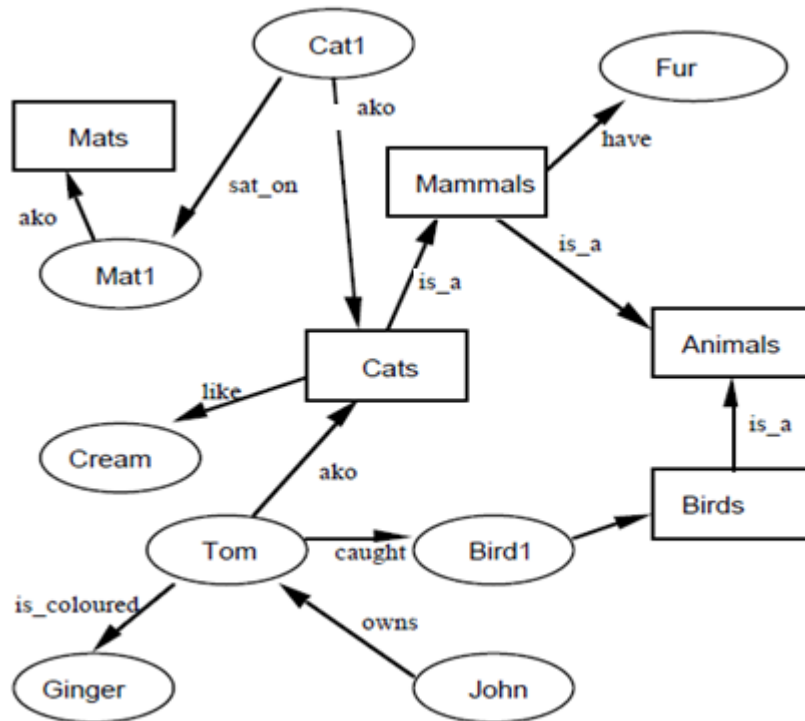 Cat1
Fur
ako
Mats
have
Mammals
sat_on
ako
is_a
Mat1
is_a
Animals
Cats
like
is_a
Cream
ako
Birds
Tom
caught
Bird1
is_coloured
owns
Ginger
John